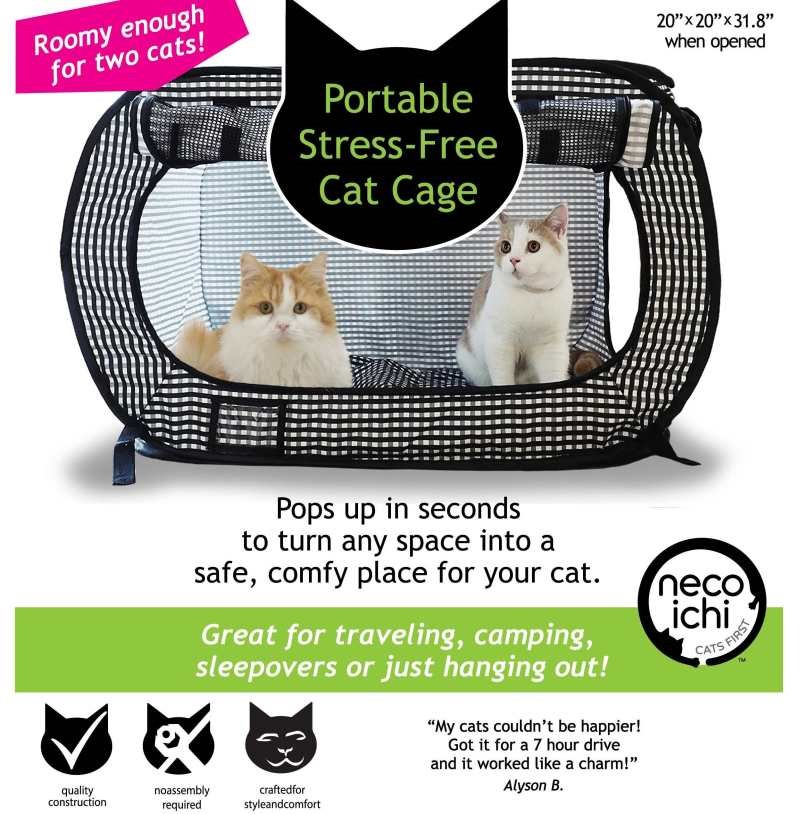 Roomy enough
for two cats!
20”x20”x31.8”
when opened
Portable
Stress-Free
Cat Cage
Pops up in seconds
to turn any space into a
safe, comfy place for your cat.
neco
ichi
CATS FIRST
™
Great for traveling, camping,
sleepovers or just hanging out!
quality
construction
noassembly
required
craftedfor
styleandcomfort
“My cats couldn’t be happier!
Got it for a 7 hour drive
and it worked like a charm!”
Alyson B.